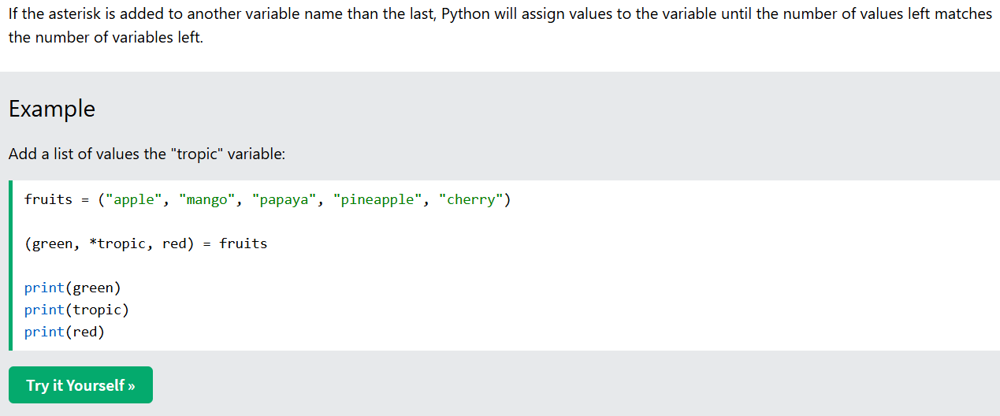 If the asterisk is added to another variable name than the last, Python will assign values to the variable until the number of values left matches
the number of variables left.
Example
Add a list of values the "tropic" variable:
fruits = ("apple", "mango", "papaya", "pineapple", "cherry")
(green, *tropic, red) = fruits
print(green)
print(tropic)
print(red)
Try it Yourself »